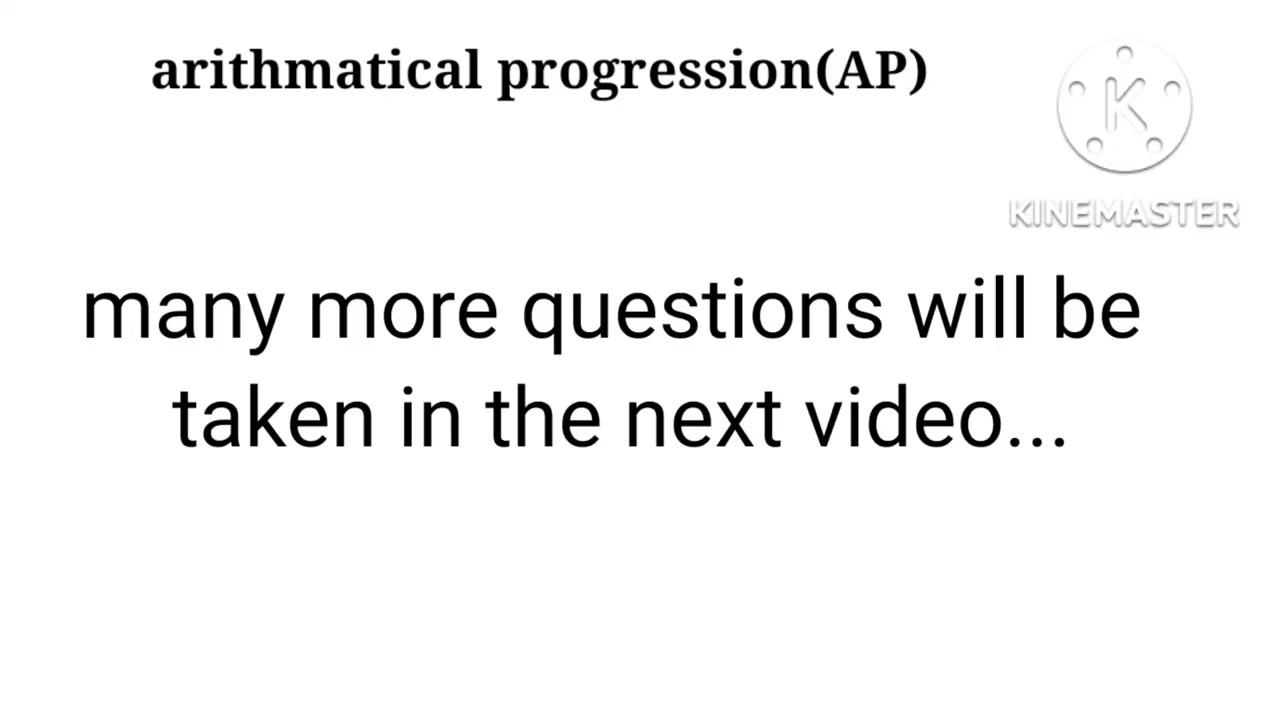 arithmatical progression(AP)
K
KINEMASTER
many more questions will be
taken in the next video...